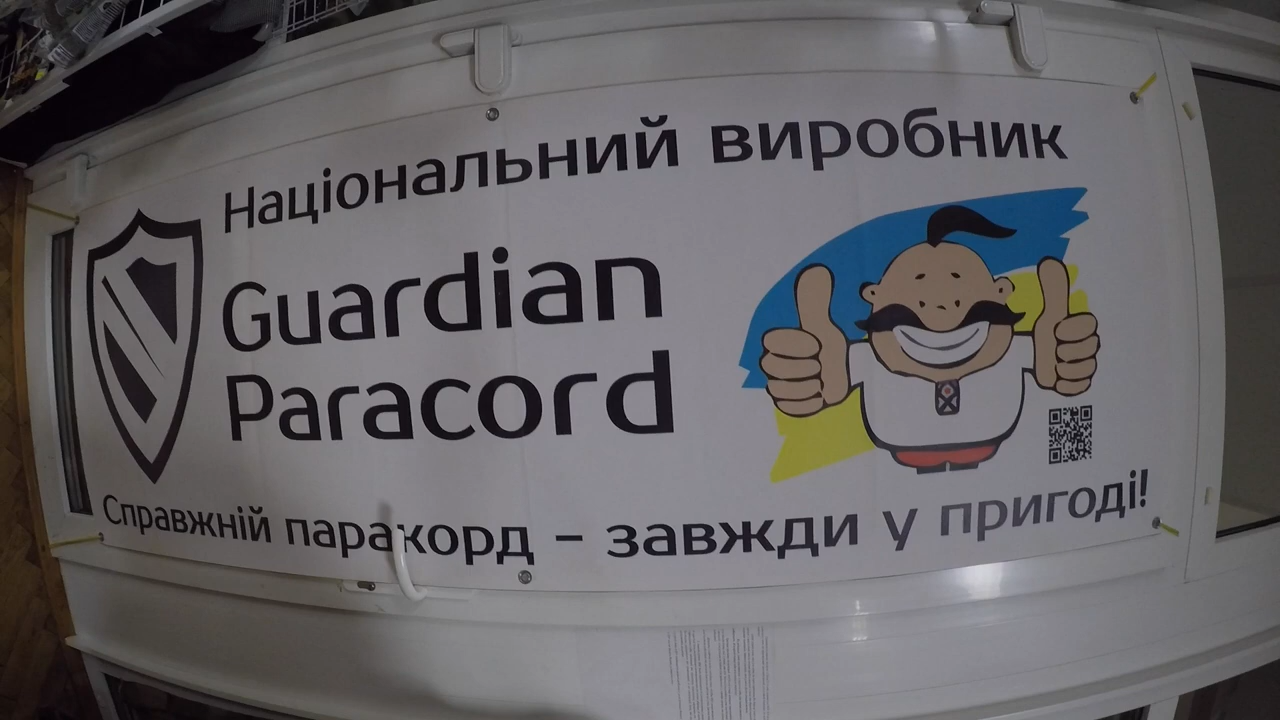 Національний виробник
Guardian
Paracord
Справжній паракорд – завжди у пригоді!